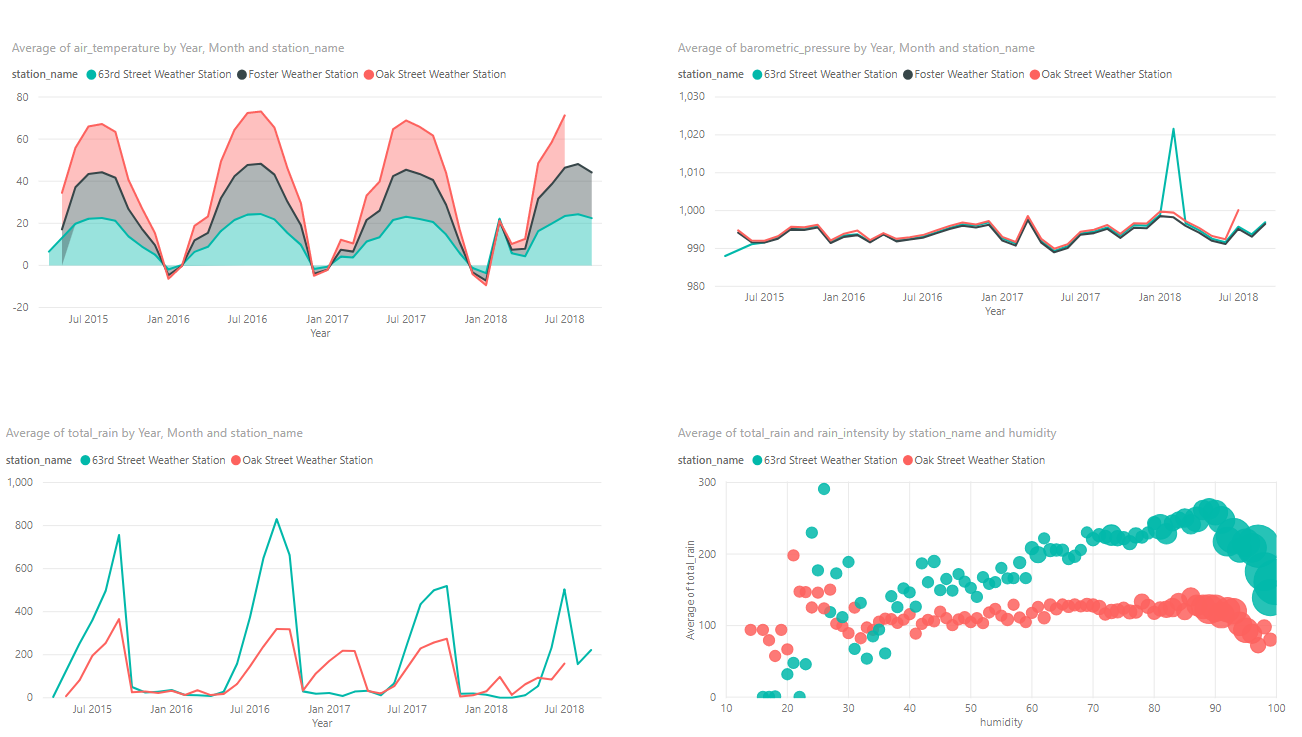 Average of air_temperature by Year, Month and station_name
station_name 63rd Street Weather Station Foster Weather Station Oak Street Weather Station
80
60
40
20
0
-20
Jul 2015 Jan 2016 Jul 2016 Jan 2017 Jul 2017 Jan 2018 Jul 2018
Year
Average of barometric_pressure by Year, Month and station_name
station_name 63rd Street Weather Station Foster Weather Station Oak Street Weather Station
1,030
1,020
1,010
1,000
990
980
Jul 2015 Jan 2016 Jul 2016 Jan 2017 Jul 2017 Jan 2018 Jul 2018
Year
Average of total_rain by Year, Month and station_name
station_name 63rd Street Weather Station Oak Street Weather Station
1,000
800
600
400
200
0
Jul 2015 Jan 2016 Jul 2016 Jan 2017 Jul 2017 Jan 2018 Jul 2018
Year
Average of total_rain and rain_intensity by station_name and humidity
station_name 63rd Street Weather Station Oak Street Weather Station
Average of total_rain
300
200
100
0
10 20 30 40 50 60 70 80 90 100
humidity